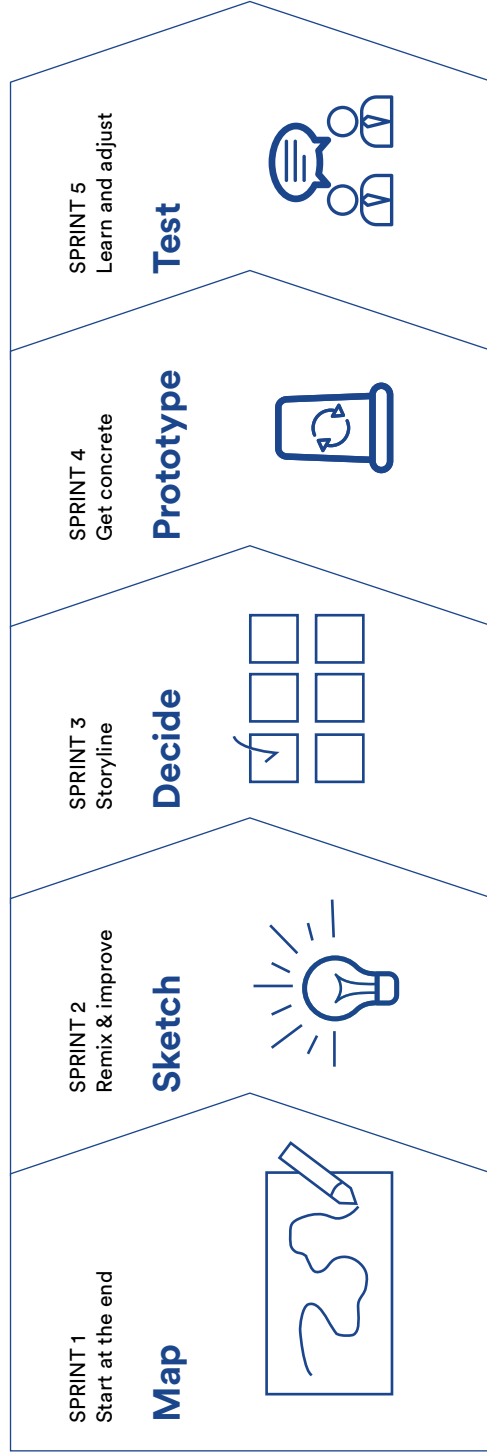 SPRINT 1
Start at the end
Map
SPRINT 2
Remix & improve
Sketch
SPRINT 3
Storyline
Decide
SPRINT 4
Get concrete
Prototype
SPRINT 5
Learn and adjust
Test